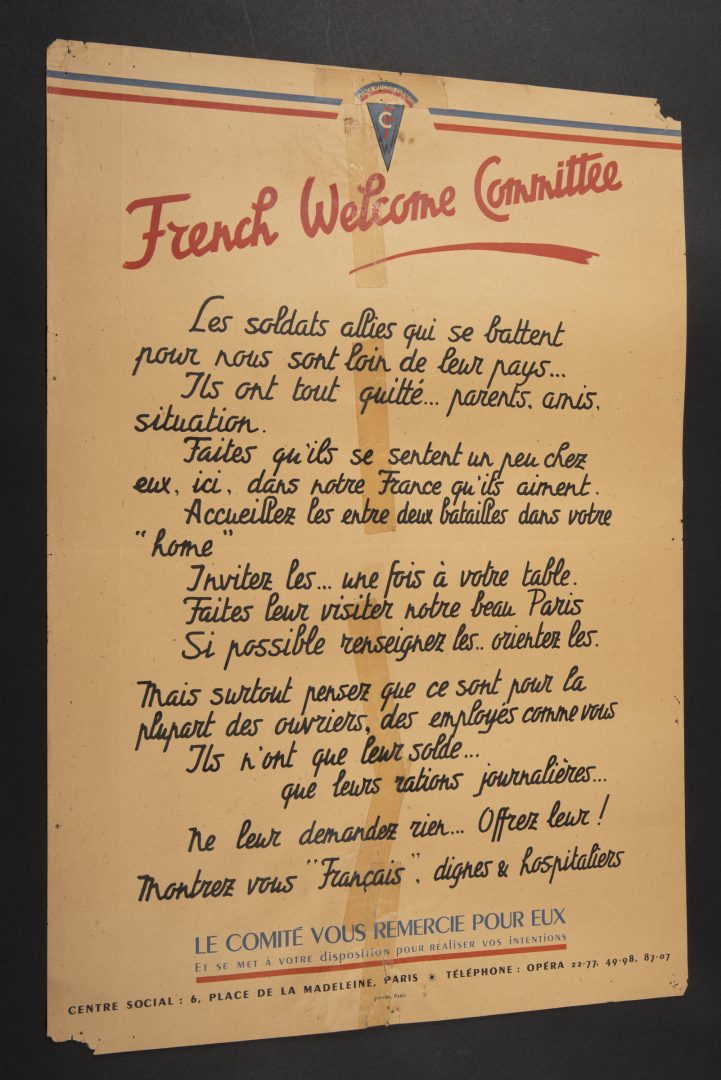 French Welcome Committee
Les soldats alliés qui se battent
pour nous sont loin de leur pays...
Ils ont tout quitté... parents, amis,
situation.
Faites qu'ils se sentent un peu chez
eux, ici, dans notre France qu'ils aiment.
Accueillez les entre deux batailles dans votre
"home"
Invitez les... une fois à votre table.
Faites leur visiter notre beau Paris
Si possible renseignez les.. orientez les.
Mais surtout pensez que ce sont pour la
plupart des ouvriers, des employés comme vous
Ils n'ont que leur solde...
que leurs rations journalières...
Ne leur demandez rien... Offrez leur !
Montrez vous "Français", dignes & hospitaliers
LE COMITÉ VOUS REMERCIE POUR EUX
ET SE MET À VOTRE disposition POUR RÉALISER VOS INTENTIONS
CENTRE SOCIAL : 6, PLACE DE LA MADELEINE, PARIS * TÉLÉPHONE : OPÉRA 22-77, 49-98, 87-07
Paris